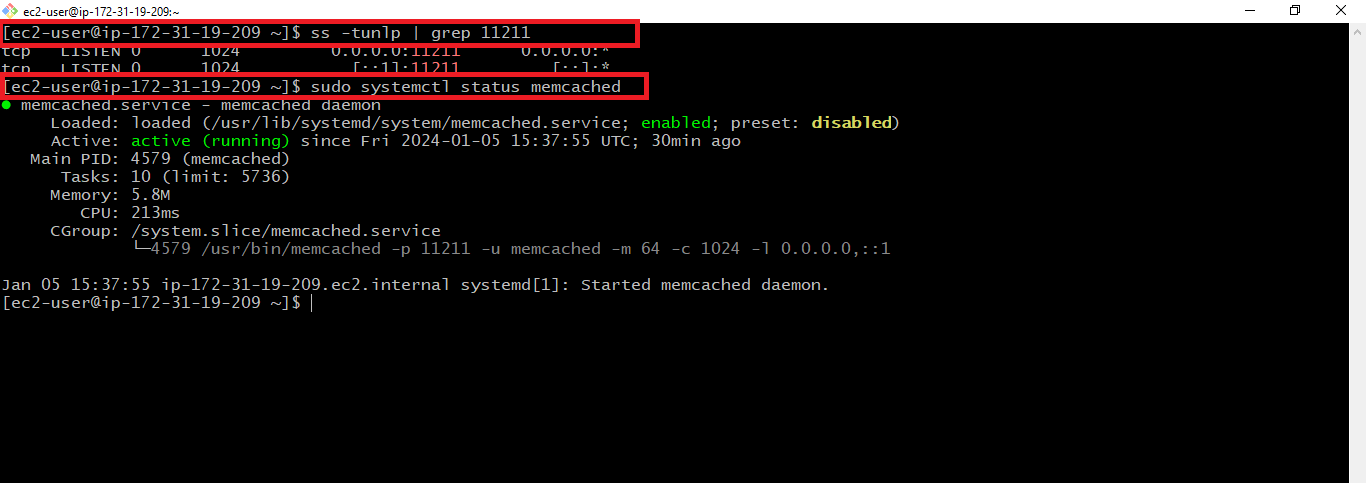 ec2-user@ip-172-31-19-209:~
[ec2-user@ip-172-31-19-209 ~]$ ss -tunlp | grep 11211
tcp   LISTEN 0      1024         0.0.0.0:11211      0.0.0.0:*
tcp   LISTEN 0      1024           [::1]:11211         [::]:*
[ec2-user@ip-172-31-19-209 ~]$ sudo systemctl status memcached
● memcached.service - memcached daemon
     Loaded: loaded (/usr/lib/systemd/system/memcached.service; enabled; preset: disabled)
     Active: active (running) since Fri 2024-01-05 15:37:55 UTC; 30min ago
   Main PID: 4579 (memcached)
      Tasks: 10 (limit: 5736)
     Memory: 5.8M
        CPU: 213ms
     CGroup: /system.slice/memcached.service
             └─4579 /usr/bin/memcached -p 11211 -u memcached -m 64 -c 1024 -l 0.0.0.0,::1

Jan 05 15:37:55 ip-172-31-19-209.ec2.internal systemd[1]: Started memcached daemon.
[ec2-user@ip-172-31-19-209 ~]$